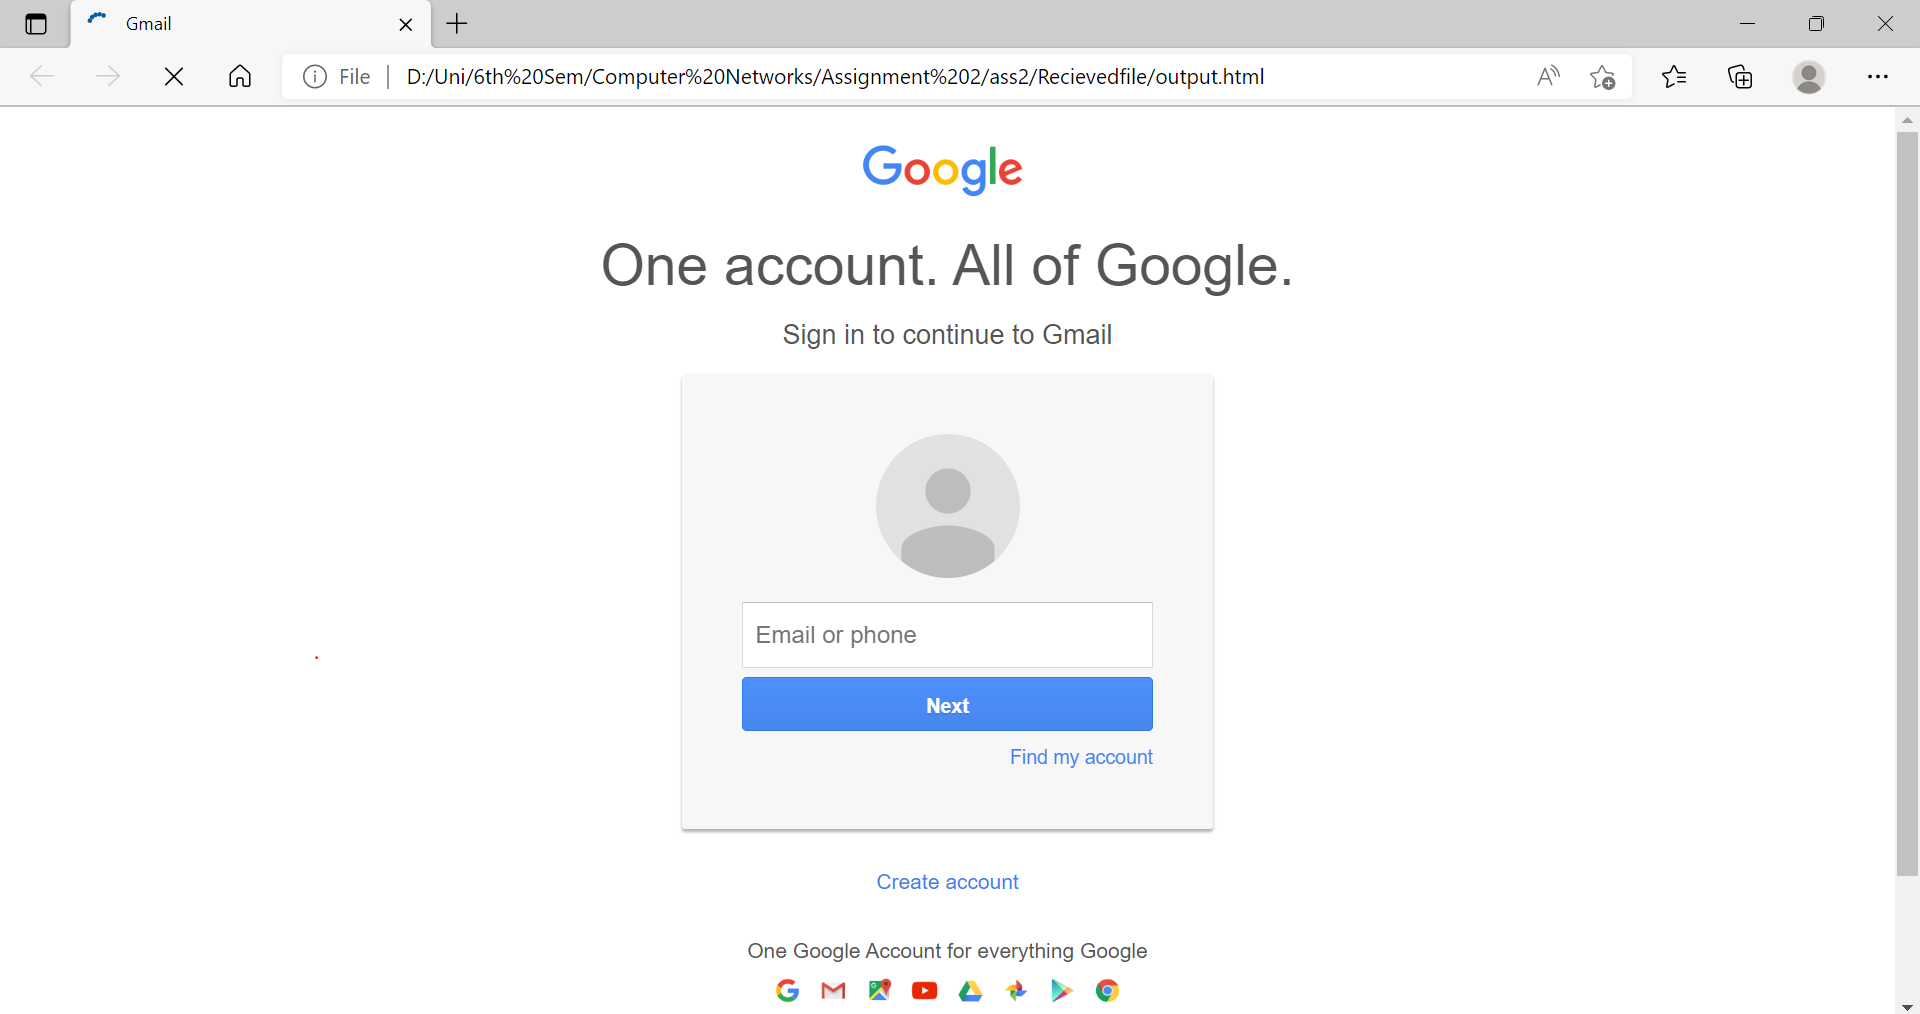 Gmail
File D:/Uni/6th%20Sem/Computer%20Networks/Assignment%202/ass2/Recievedfile/output.html
Google
One account. All of Google.
Sign in to continue to Gmail
Email or phone
Next
Find my account
Create account
One Google Account for everything Google